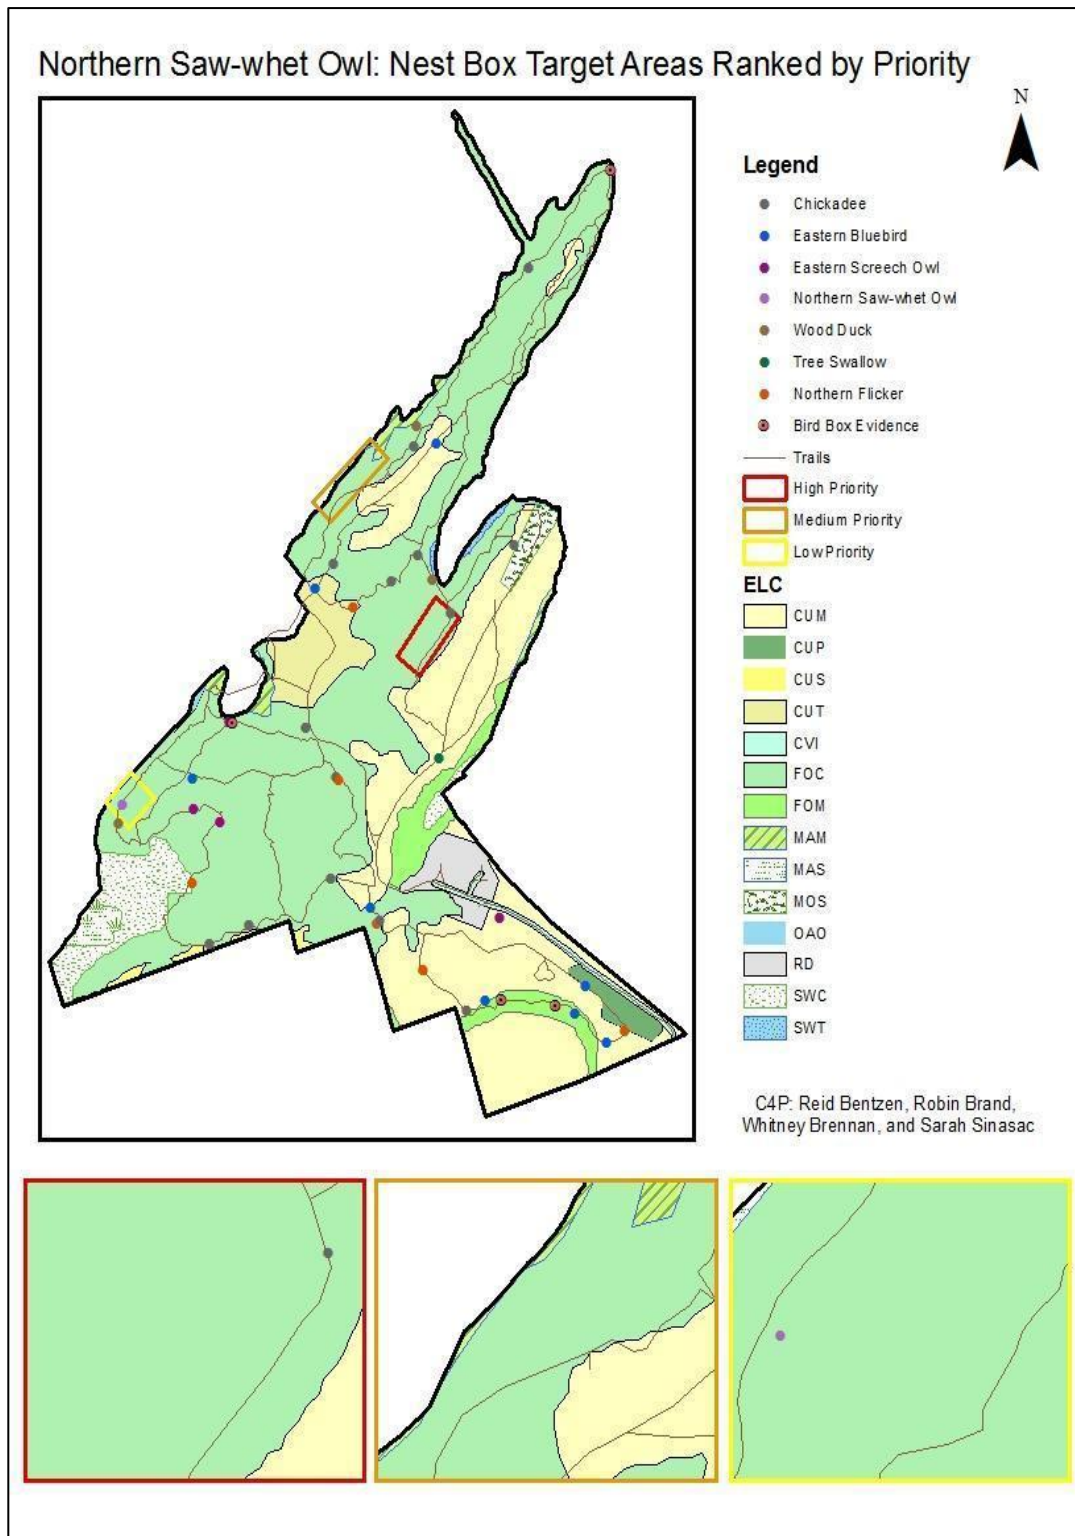 Northern Saw-whet Owl: Nest Box Target Areas Ranked by Priority
N
Legend
Chickadee
Eastern Bluebird
Eastern Screech Owl
Northern Saw-whet Owl
Wood Duck
Tree Swallow
Northern Flicker
Bird Box Evidence
Trails
High Priority
Medium Priority
Low Priority
ELC
CUM
CUP
CUS
CUT
CVI
FOC
FOM
MAM
MAS
MOS
OAO
RD
SWC
SWT
C4P: Reid Bentzen, Robin Brand,
Whitney Brennan, and Sarah Sinasac